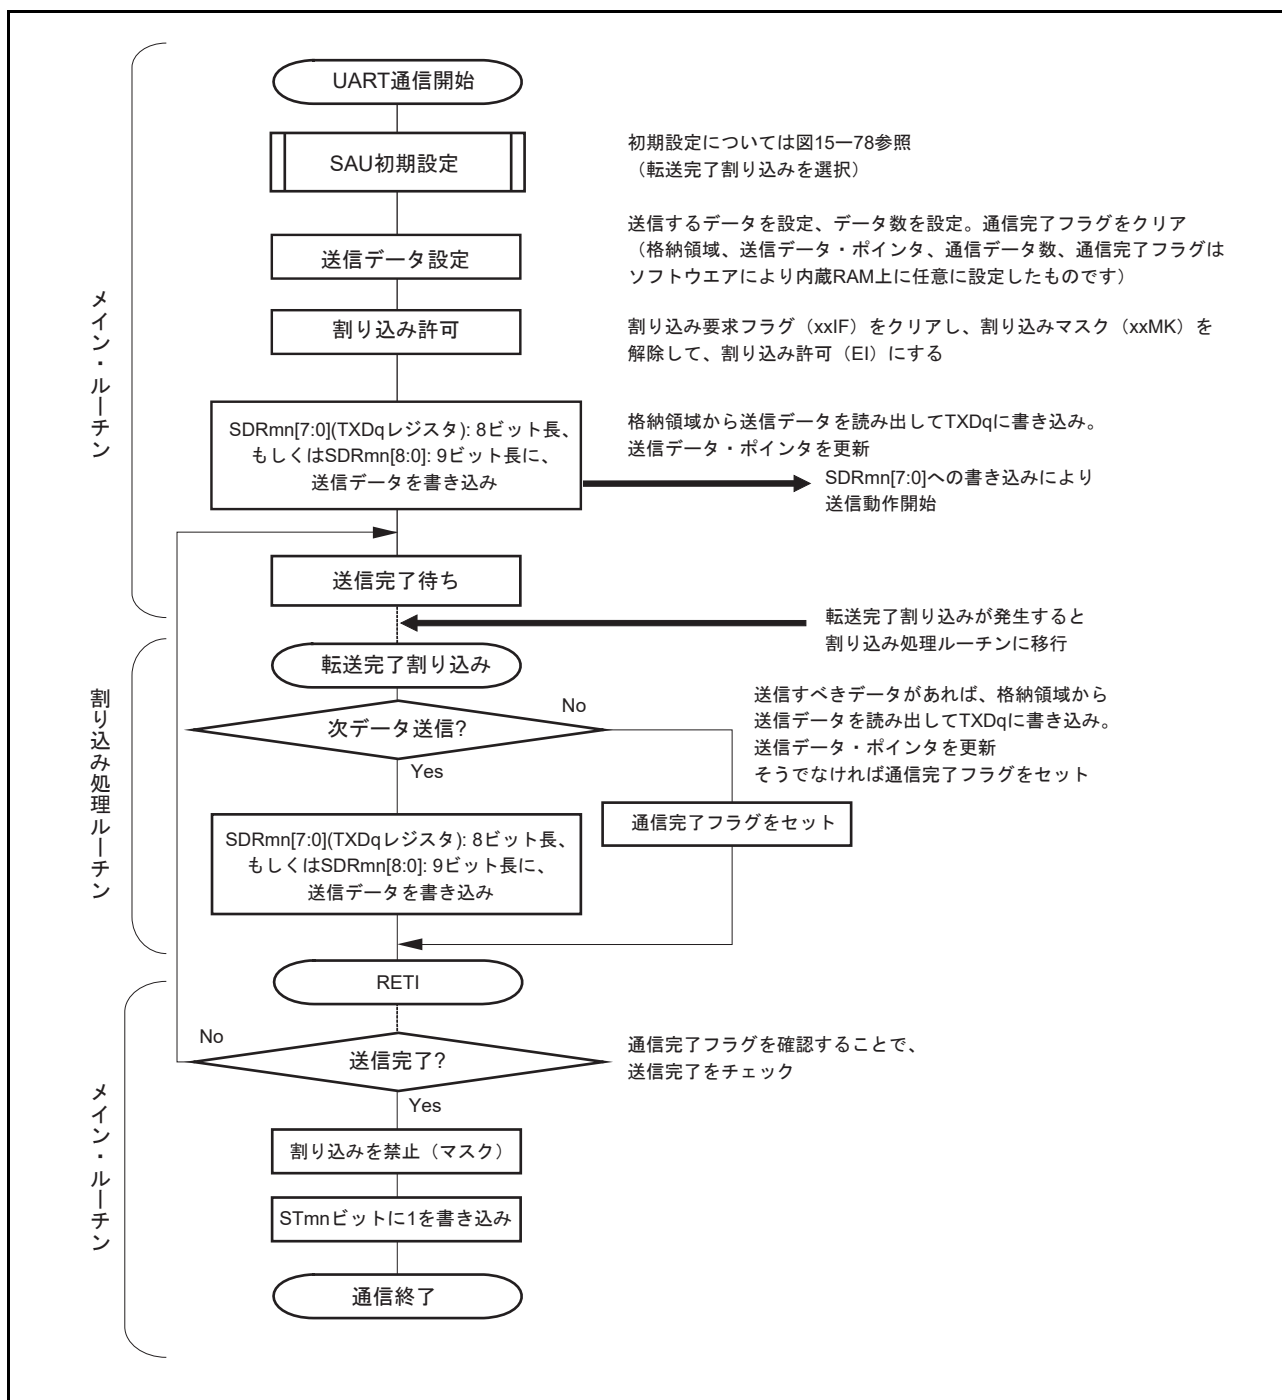 メイン・ルーチン
UART通信開始
SAU初期設定
初期設定については図15―78参照
（転送完了割り込みを選択）
送信データ設定
送信するデータを設定、データ数を設定。通信完了フラグをクリア
（格納領域、送信データ・ポインタ、通信データ数、通信完了フラグは
ソフトウエアにより内蔵RAM上に任意に設定したものです）
割り込み許可
割り込み要求フラグ（xxIF）をクリアし、割り込みマスク（xxMK）を
解除して、割り込み許可（EI）にする
SDRmn[7:0](TXDqレジスタ): 8ビット長、
もしくはSDRmn[8:0]: 9ビット長に、
送信データを書き込み
格納領域から送信データを読み出してTXDqに書き込み。
送信データ・ポインタを更新
SDRmn[7:0]への書き込みにより
送信動作開始
送信完了待ち
転送完了割り込みが発生すると
割り込み処理ルーチンに移行
割り込み処理ルーチン
転送完了割り込み
次データ送信?
No
Yes
送信すべきデータがあれば、格納領域から
送信データを読み出してTXDqに書き込み。
送信データ・ポインタを更新
そうでなければ通信完了フラグをセット
通信完了フラグをセット
SDRmn[7:0](TXDqレジスタ): 8ビット長、
もしくはSDRmn[8:0]: 9ビット長に、
送信データを書き込み
RETI
メイン・ルーチン
No
送信完了?
Yes
通信完了フラグを確認することで、
送信完了をチェック
割り込みを禁止（マスク）
STmnビットに1を書き込み
通信終了